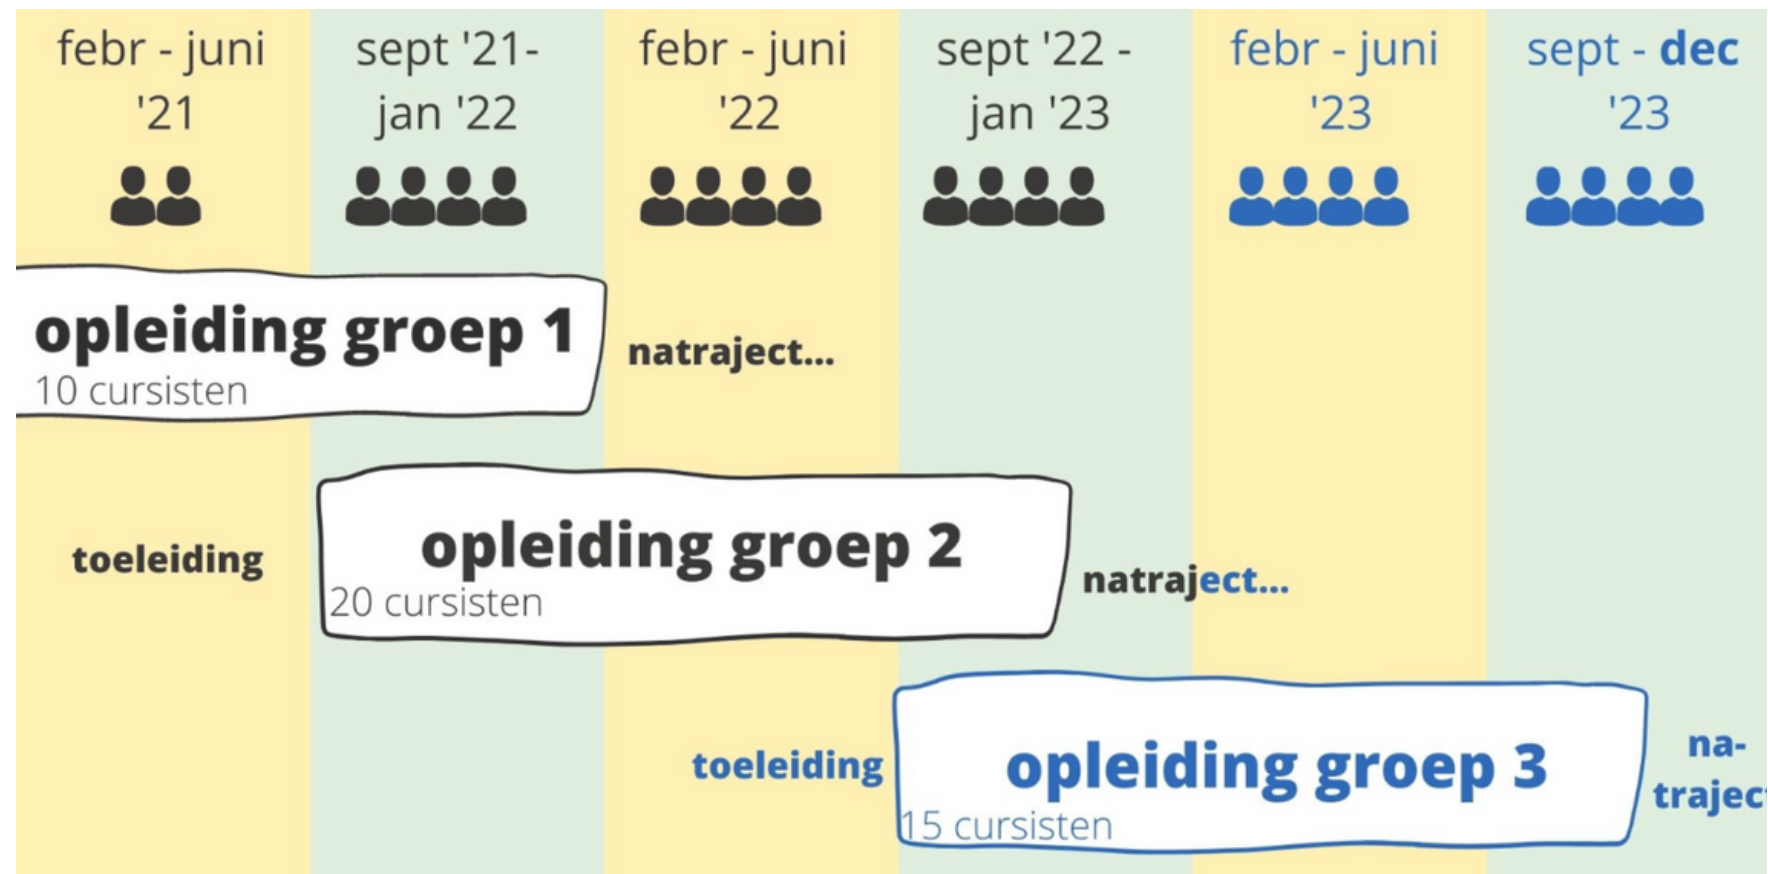 febr - juni
'21
sept '21-
jan '22
febr - juni
'22
sept '22 -
jan '23
febr - juni
'23
sept - dec
'23
opleiding groep 1
10 cursisten
natraject...
toeleiding
opleiding groep 2
20 cursisten
natraject...
toeleiding
opleiding groep 3
15 cursisten
na-
traject